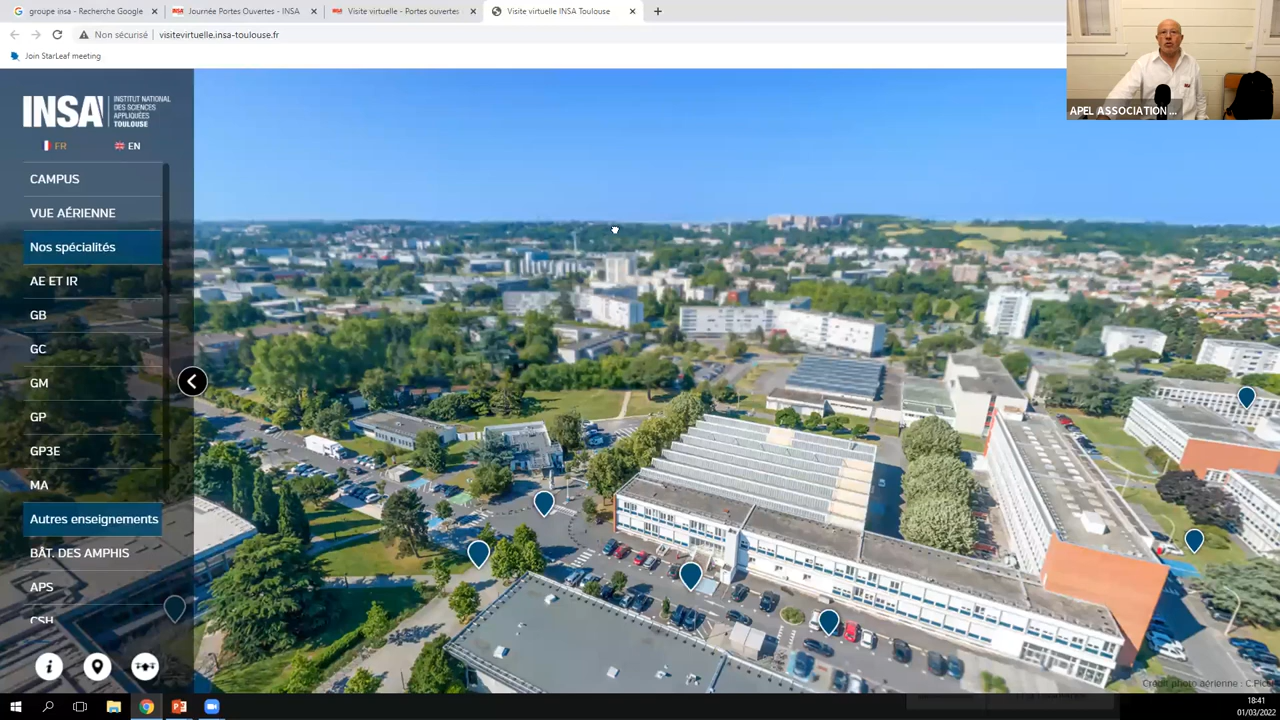 groupe insa - Recherche Google
Journée Portes Ouvertes - INSA
Visite virtuelle - Portes ouvertes
Visite virtuelle INSA Toulouse
Non sécurisé
visitevirtuelle.insa-toulouse.fr
Join StarLeaf meeting
APEL ASSOCIATION ...
INSA
INSTITUT NATIONAL
DES SCIENCES
APPLIQUÉES
TOULOUSE
FR
EN
CAMPUS
VUE AÉRIENNE
Nos spécialités
AE ET IR
GB
GC
GM
GP
GP3E
MA
Autres enseignements
BÂT. DES AMPHIS
APS
CSH
Crédit photo aérienne : C.Picci
18:41
01/03/2022